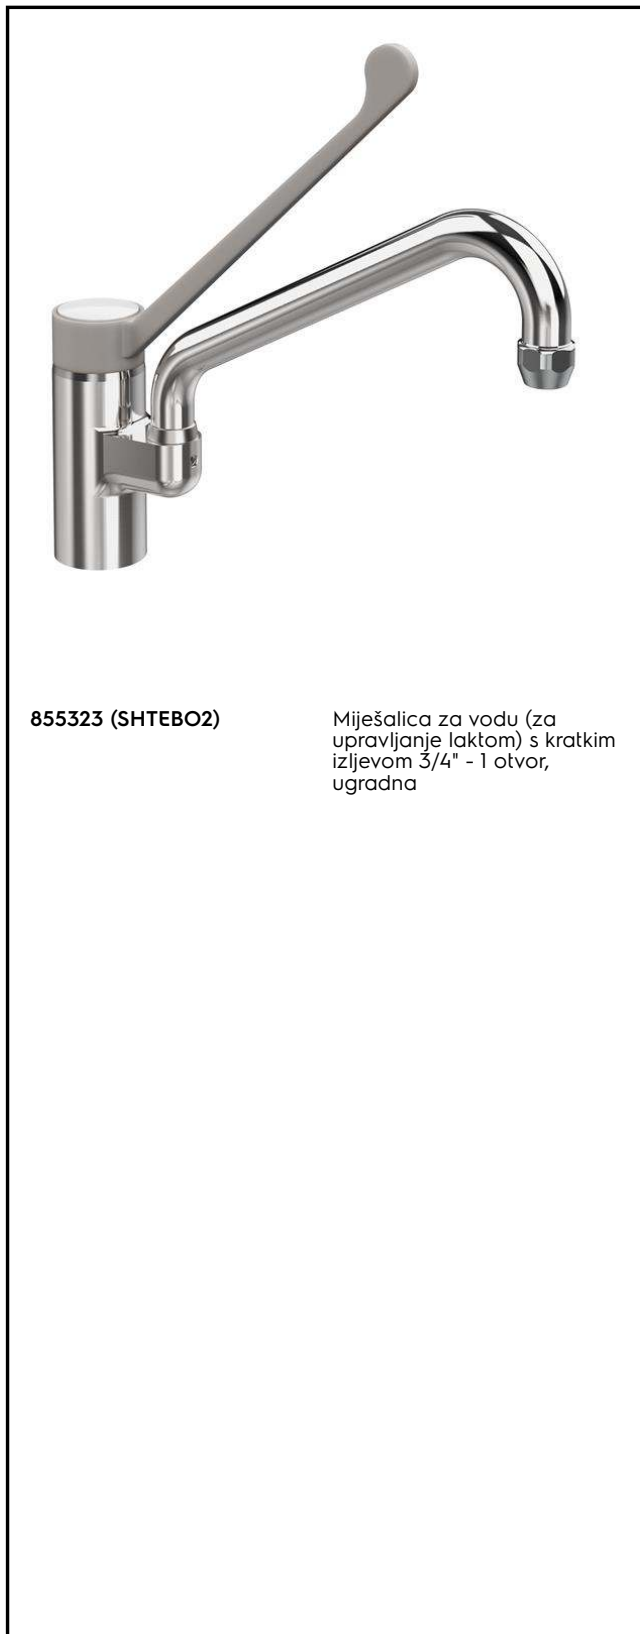 855323 (SHTEBO2)
Miješalica za vodu (za
upravljanje laktom) s kratkim
izljevom 3/4" - 1 otvor,
ugradna